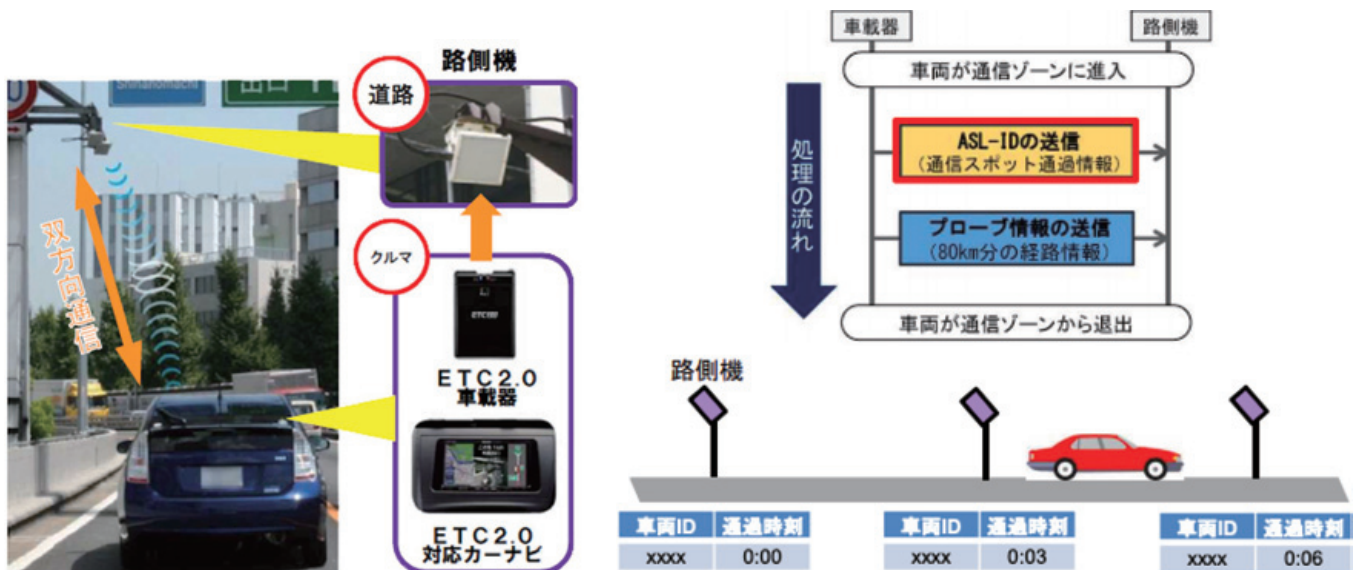 Shinanomachi
出口
双方向通信
路側機
道路
クルマ
ETC2.0
車載器
ETC2.0
対応カーナビ
車載器
路側機
車両が通信ゾーンに進入
処理の流れ
ASL-IDの送信
(通信スポット通過情報)
プローブ情報の送信
(80km分の経路情報)
車両が通信ゾーンから退出
路側機
車両ID 通過時刻
xxxx 0:00
車両ID 通過時刻
xxxx 0:03
車両ID 通過時刻
xxxx 0:06